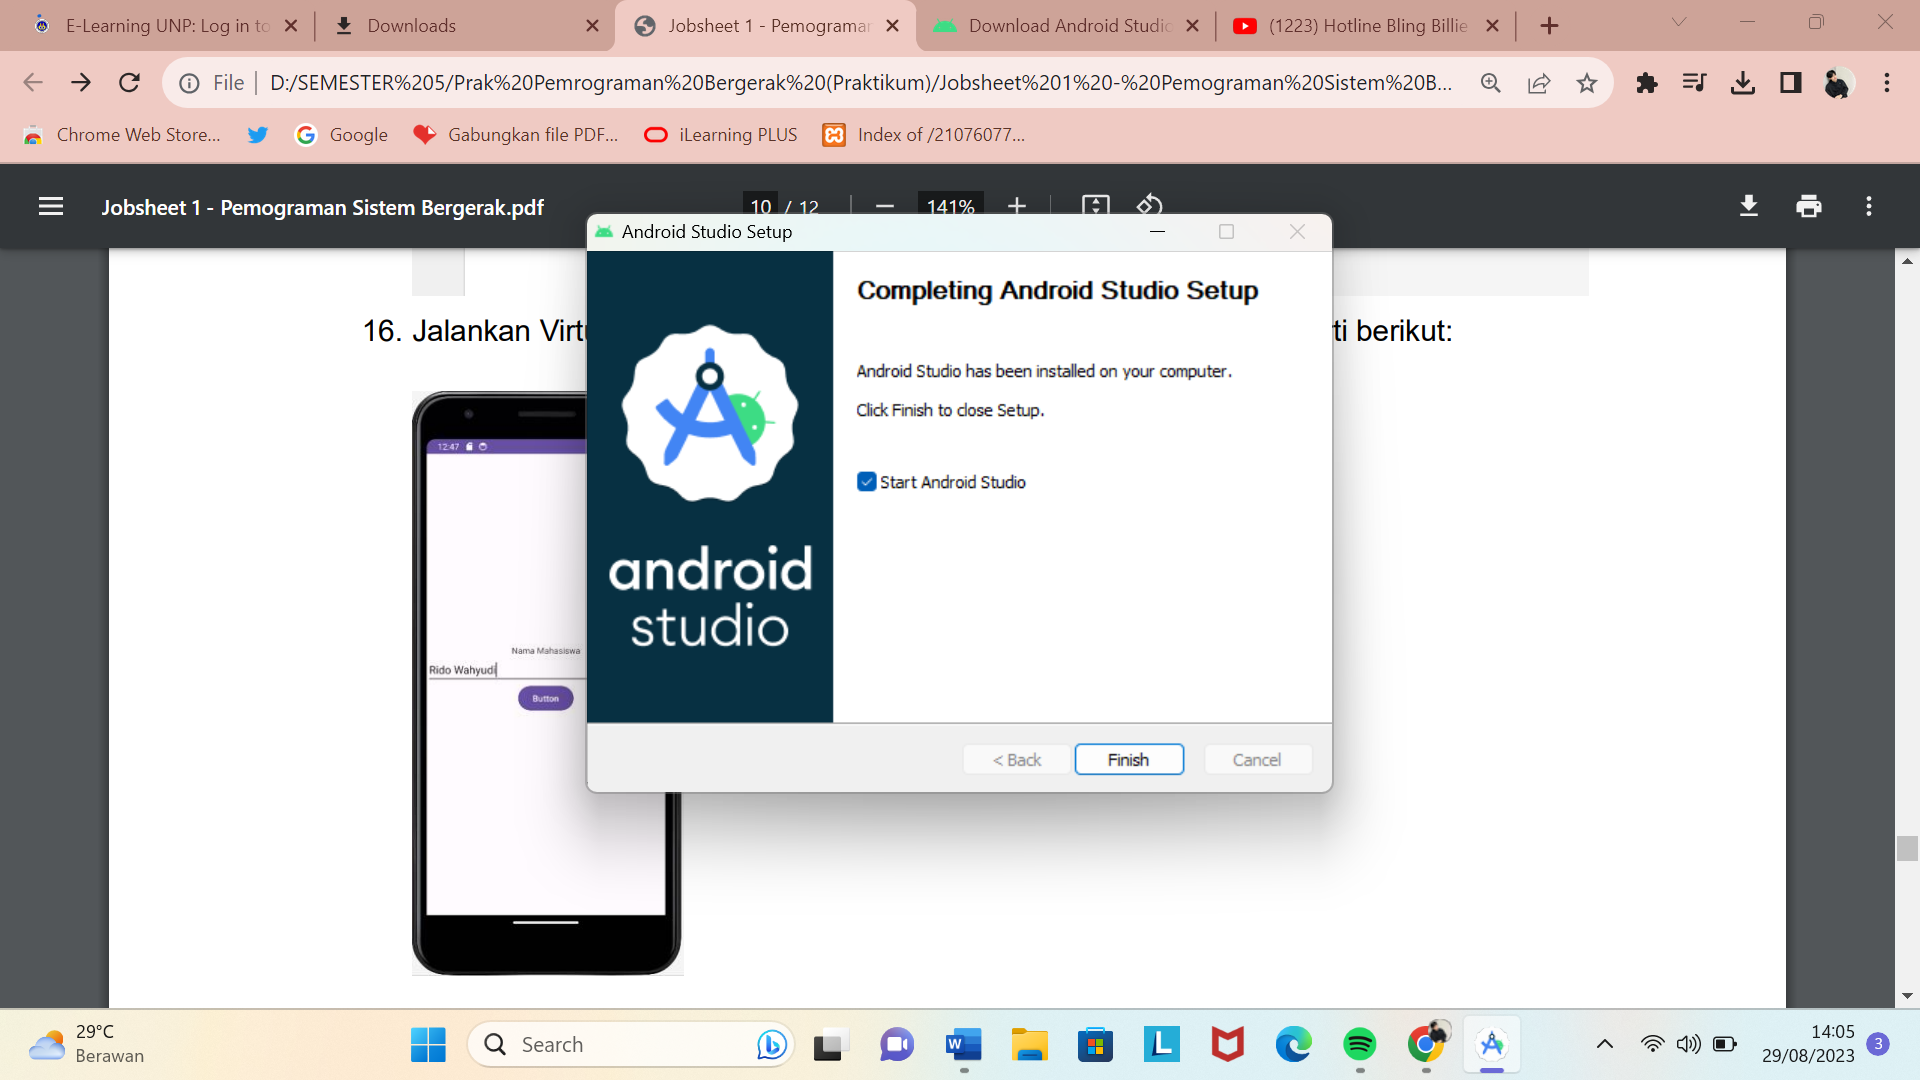 E-Learning UNP: Log in to
Downloads
Jobsheet 1 - Pemograman
Download Android Studio
(1223) Hotline Bling Billie
File
D:/SEMESTER%205/Prak%20Pemrograman%20Bergerak%20(Praktikum)/Jobsheet%201%20-%20Pemograman%20Sistem%20B...
Chrome Web Store...
Google
Gabungkan file PDF...
iLearning PLUS
Index of /21076077...
Jobsheet 1 - Pemograman Sistem Bergerak.pdf
10 / 12
141%
Android Studio Setup
Completing Android Studio Setup
16. Jalankan Virtu
ti berikut:
Android Studio has been installed on your computer.
Click Finish to close Setup.
12:47
Start Android Studio
android
studio
Nama Mahasiswa
Rido Wahyudi
Button
< Back
Finish
Cancel
29°C
Berawan
Search
14:05
29/08/2023
3